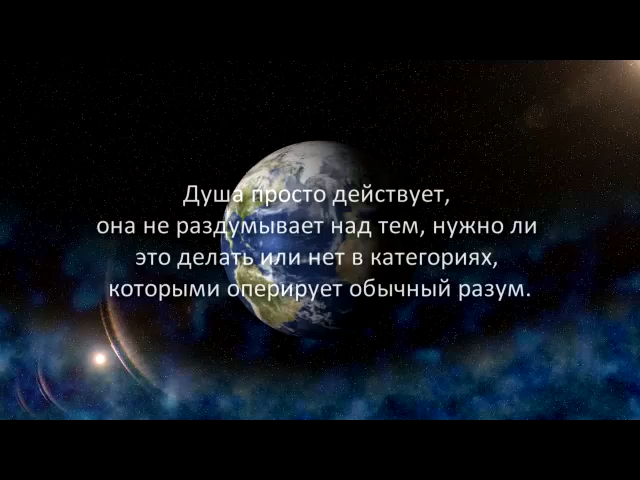 Душа просто действует,
она не раздумывает над тем, нужно ли
это делать или нет в категориях,
которыми оперирует обычный разум.